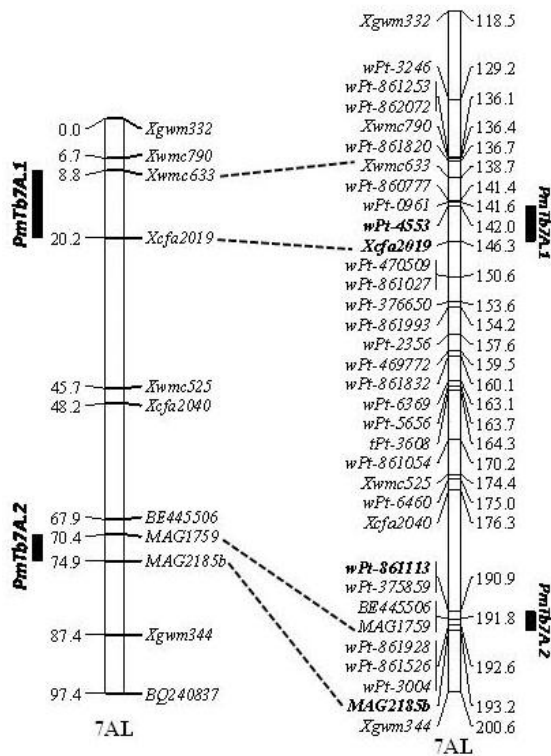 0.0 Xgwm332
6.7 Xwmc790
8.8 Xwmc633
20.2 Xcfa2019
45.7 Xwmc525
48.2 Xcfa2040
67.9 BE445506
70.4 MAG1759
74.9 MAG2185b
87.4 Xgwm344
97.4 BQ240837
PmTb7A.1
PmTb7A.2
7AL
Xgwm332 118.5
wPt-3246 129.2
wPt-861253
wPt-862072 136.1
Xwmc790 136.4
wPt-861820 136.7
Xwmc633 138.7
wPt-860777 141.4
wPt-0961 141.6
wPt-4553 142.0
Xcfa2019 146.3
wPt-470509
wPt-861027 150.6
wPt-376650 153.6
wPt-861993 154.2
wPt-2356 157.6
wPt-469772 159.5
wPt-861832 160.1
wPt-6369 163.1
wPt-5656 163.7
tPt-3608 164.3
wPt-861054 170.2
Xwmc525 174.4
wPt-6460 175.0
Xcfa2040 176.3
wPt-861113
wPt-375859 190.9
BE445506
MAG1759 191.8
wPt-861928
wPt-861526 192.6
wPt-3004
MAG2185b 193.2
Xgwm344 200.6
PmTb7A.1
PmTb7A.2
7AL